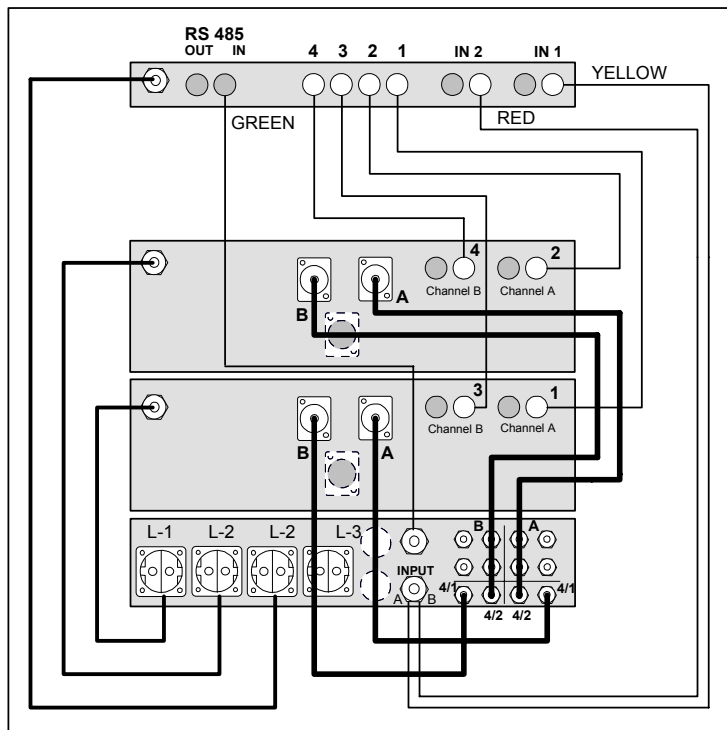 RS 485
OUT IN 4 3 2 1 IN 2 IN 1
YELLOW
GREEN RED
4 2
Channel B Channel A
B A
3 1
Channel B Channel A
B A
L-1 L-2 L-2 L-3 B A
INPUT
4/1 4/1
A B
4/2 4/2